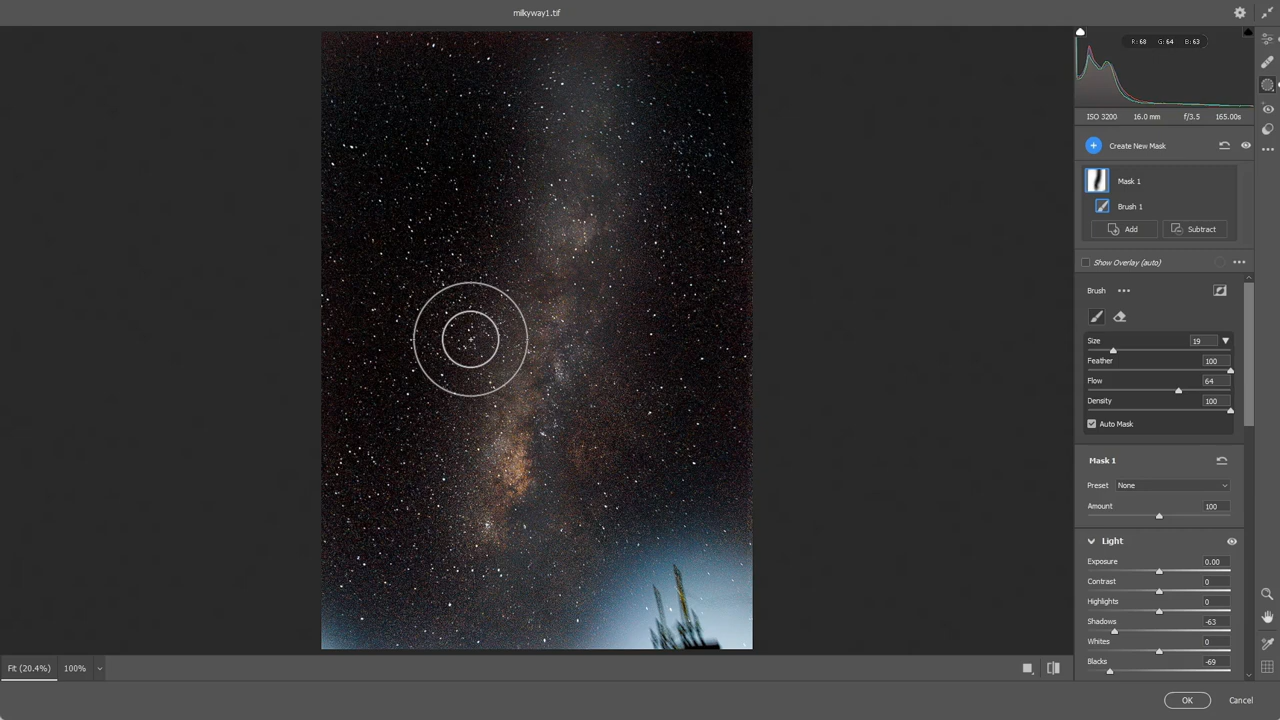 milkyway1.tif
R: 68 G: 64 B: 63
ISO 3200 16.0 mm f/3.5 165.00s
Create New Mask
Mask 1
Brush 1
Add Subtract
Show Overlay (auto)
Brush
Size 19
Feather 100
Flow 64
Density 100
Auto Mask
Mask 1
Preset None
Amount 100
Light
Exposure 0.00
Contrast 0
Highlights 0
Shadows -63
Whites 0
Blacks -69
Fit (20.4%) 100%
OK Cancel